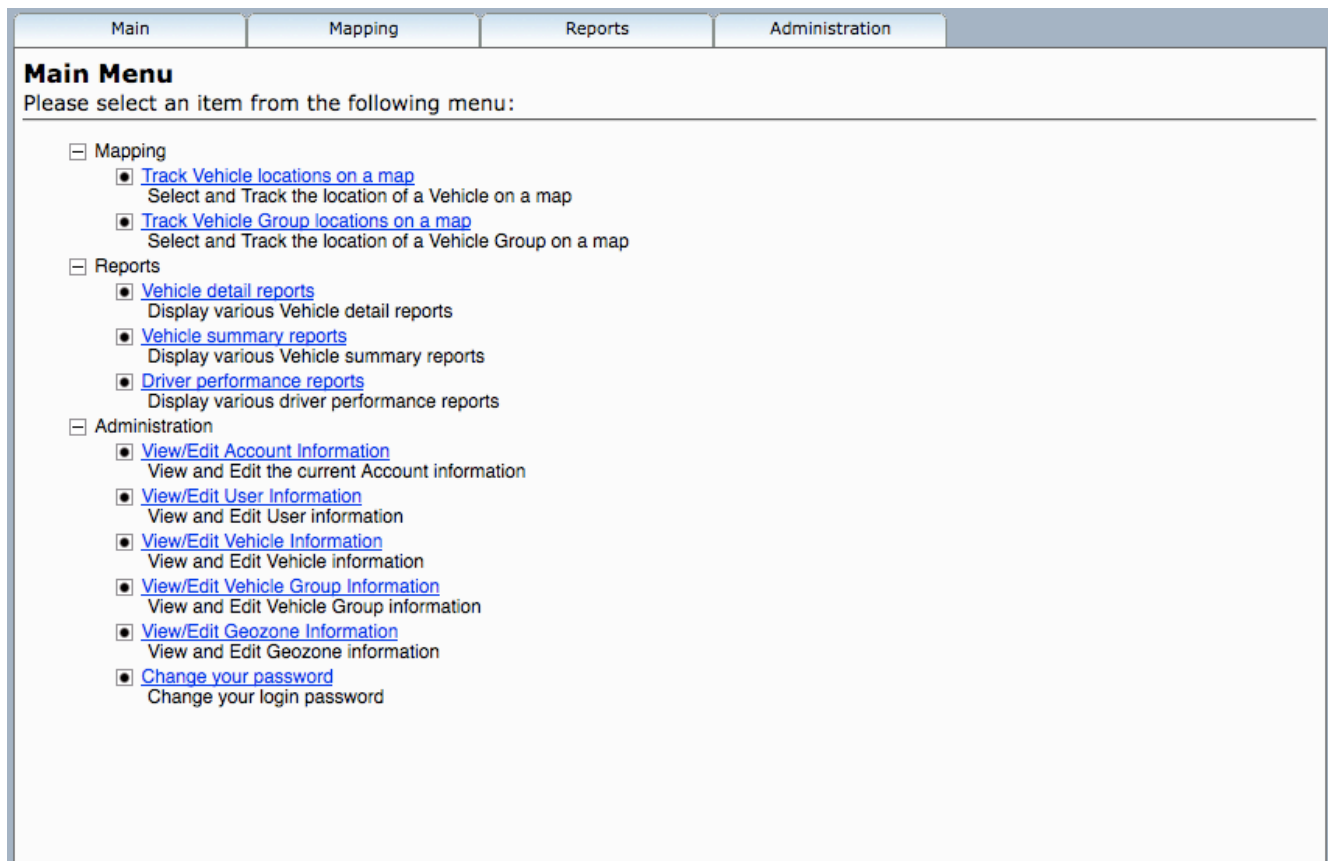 Main Mapping Reports Administration
Main Menu
Please select an item from the following menu:
Mapping
Track Vehicle locations on a map
Select and Track the location of a Vehicle on a map
Track Vehicle Group locations on a map
Select and Track the location of a Vehicle Group on a map
Reports
Vehicle detail reports
Display various Vehicle detail reports
Vehicle summary reports
Display various Vehicle summary reports
Driver performance reports
Display various driver performance reports
Administration
View/Edit Account Information
View and Edit the current Account information
View/Edit User Information
View and Edit User information
View/Edit Vehicle Information
View and Edit Vehicle information
View/Edit Vehicle Group Information
View and Edit Vehicle Group information
View/Edit Geozone Information
View and Edit Geozone information
Change your password
Change your login password